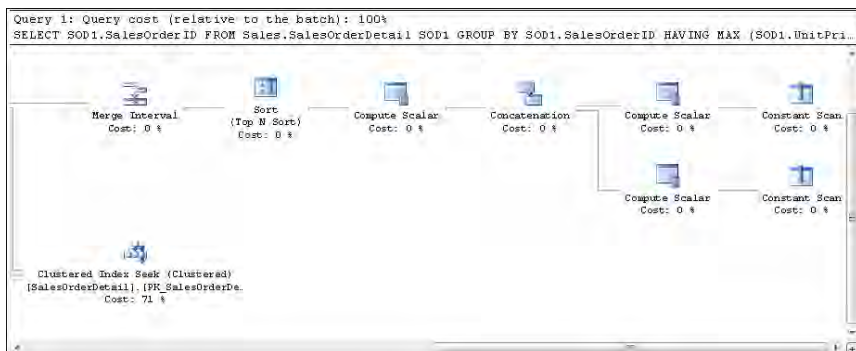 Query 1: Query cost (relative to the batch): 100%
SELECT SOD1.SalesOrderID FROM Sales.SalesOrderDetail SOD1 GROUP BY SOD1.SalesOrderID HAVING MAX (SOD1.UnitPri…
Merge Interval
Cost: 0 %
Sort
(Top N Sort)
Cost: 0 %
Compute Scalar
Cost: 0 %
Concatenation
Cost: 0 %
Compute Scalar
Cost: 0 %
Constant Scan
Cost: 0 %
Compute Scalar
Cost: 0 %
Constant Scan
Cost: 0 %
Clustered Index Seek (Clustered)
[SalesOrderDetail].[PK_SalesOrderDe…
Cost: 71 %